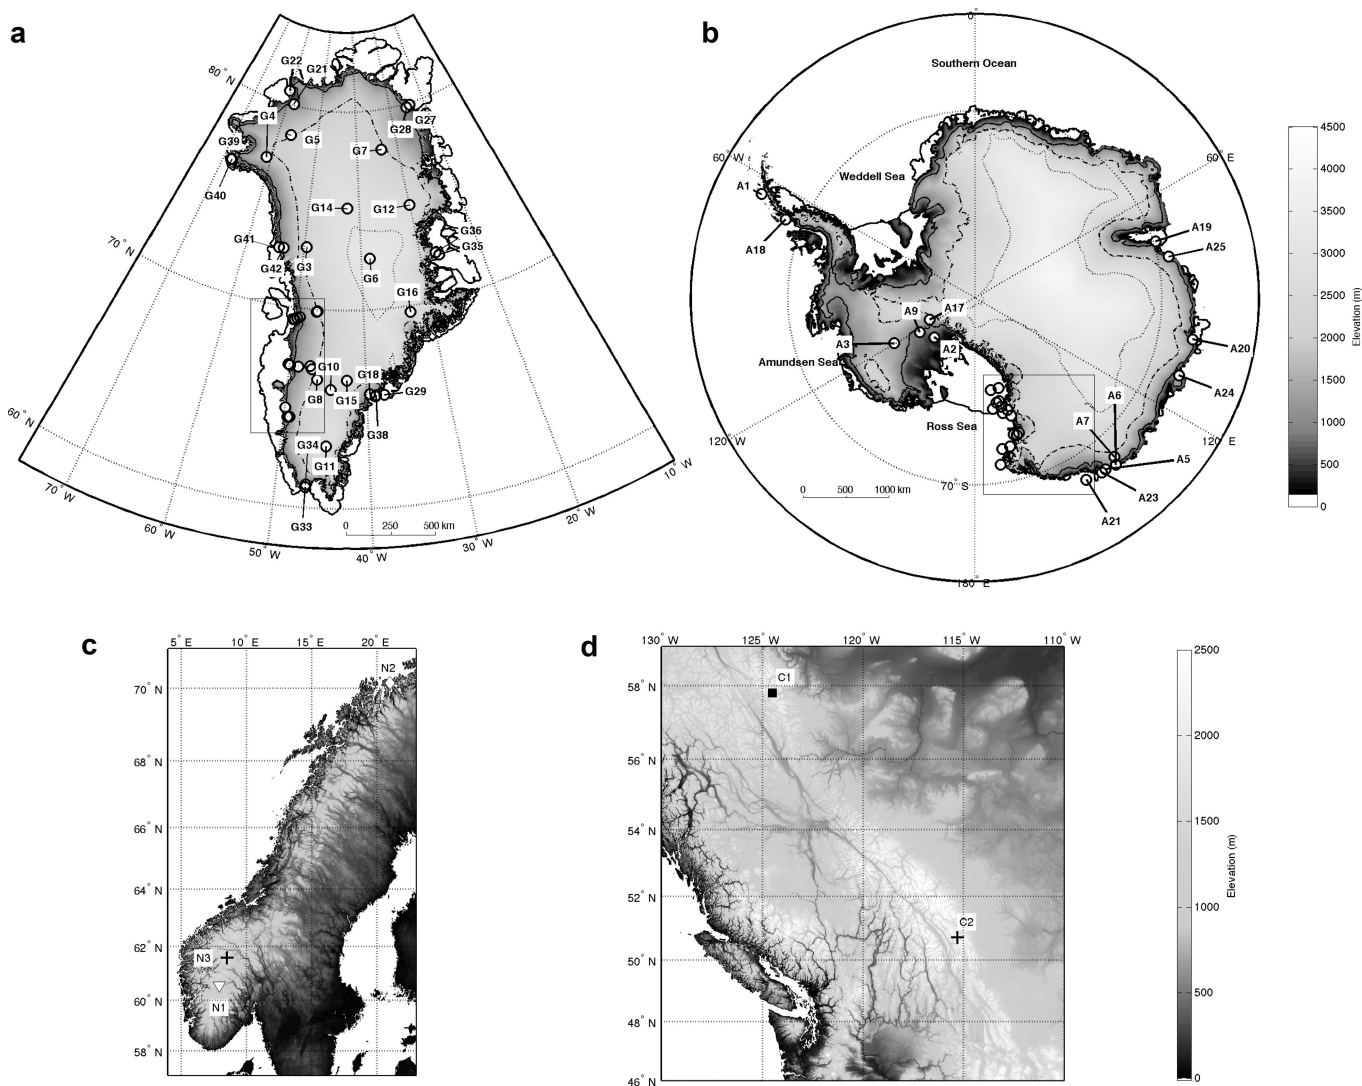 a
80° N
70° N
60° N
70° W
60° W
50° W
40° W
30° W
20° W
10° W
G22
G21
G4
G5
G39
G40
G7
G28
G27
G14
G12
G41
G42
G3
G6
G36
G35
G16
G10
G18
G8
G15
G29
G38
G34
G11
G33
0 250 500 km
b
0°
Southern Ocean
60° W
60° E
A1
Weddell Sea
A18
A19
A25
A9
A17
A3
A2
Amundsen Sea
A20
A24
A6
A7
Ross Sea
120° W
120° E
A5
A23
A21
70° S
0 500 1000 km
180° E
4500
4000
3500
3000
2500
2000
1500
1000
500
0
Elevation (m)
c
5° E
10° E
15° E
20° E
N2
70° N
68° N
66° N
64° N
62° N
60° N
58° N
N3
N1
d
130° W
125° W
120° W
115° W
110° W
C1
58° N
56° N
54° N
52° N
50° N
48° N
46° N
C2
2500
2000
1500
1000
500
0
Elevation (m)